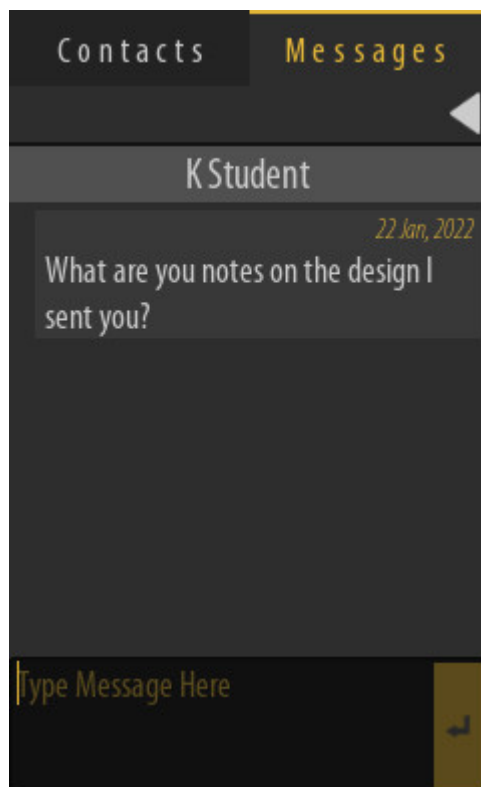 Contacts Messages
K Student
22 Jan, 2022
What are you notes on the design I
sent you?
Type Message Here